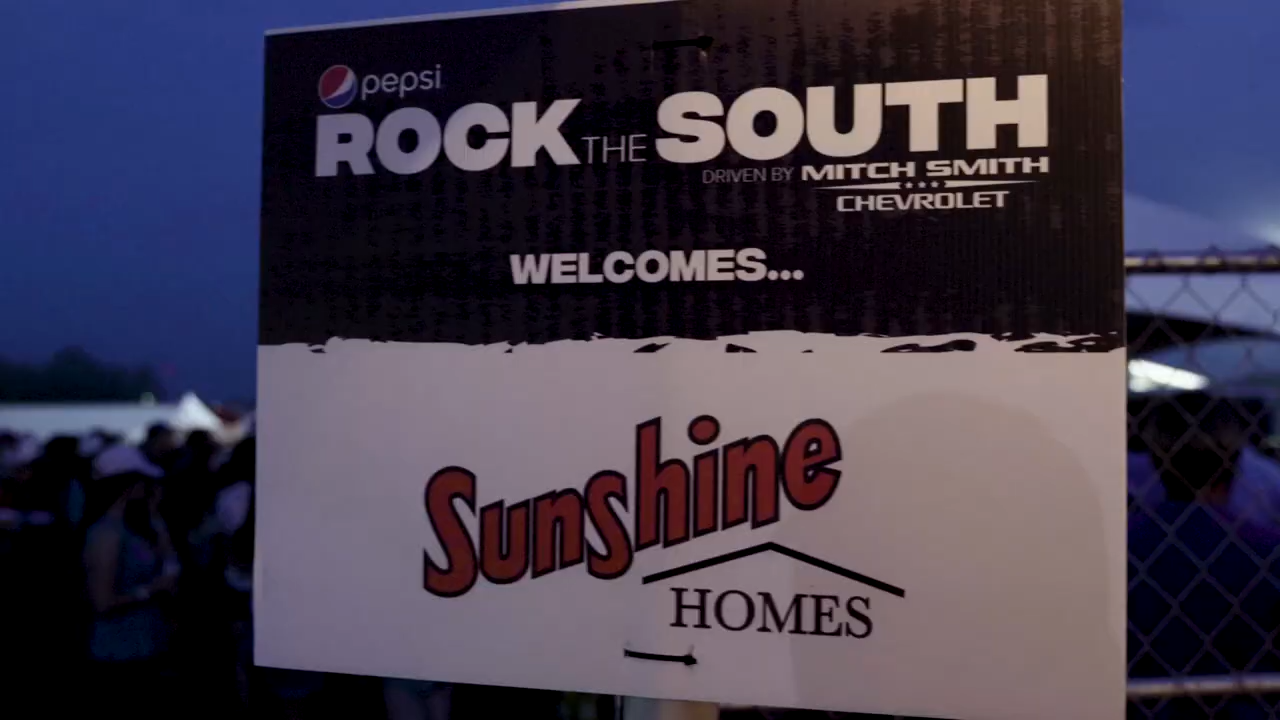 pepsi
ROCK THE SOUTH
DRIVEN BY MITCH SMITH
CHEVROLET
WELCOMES...
Sunshine
HOMES